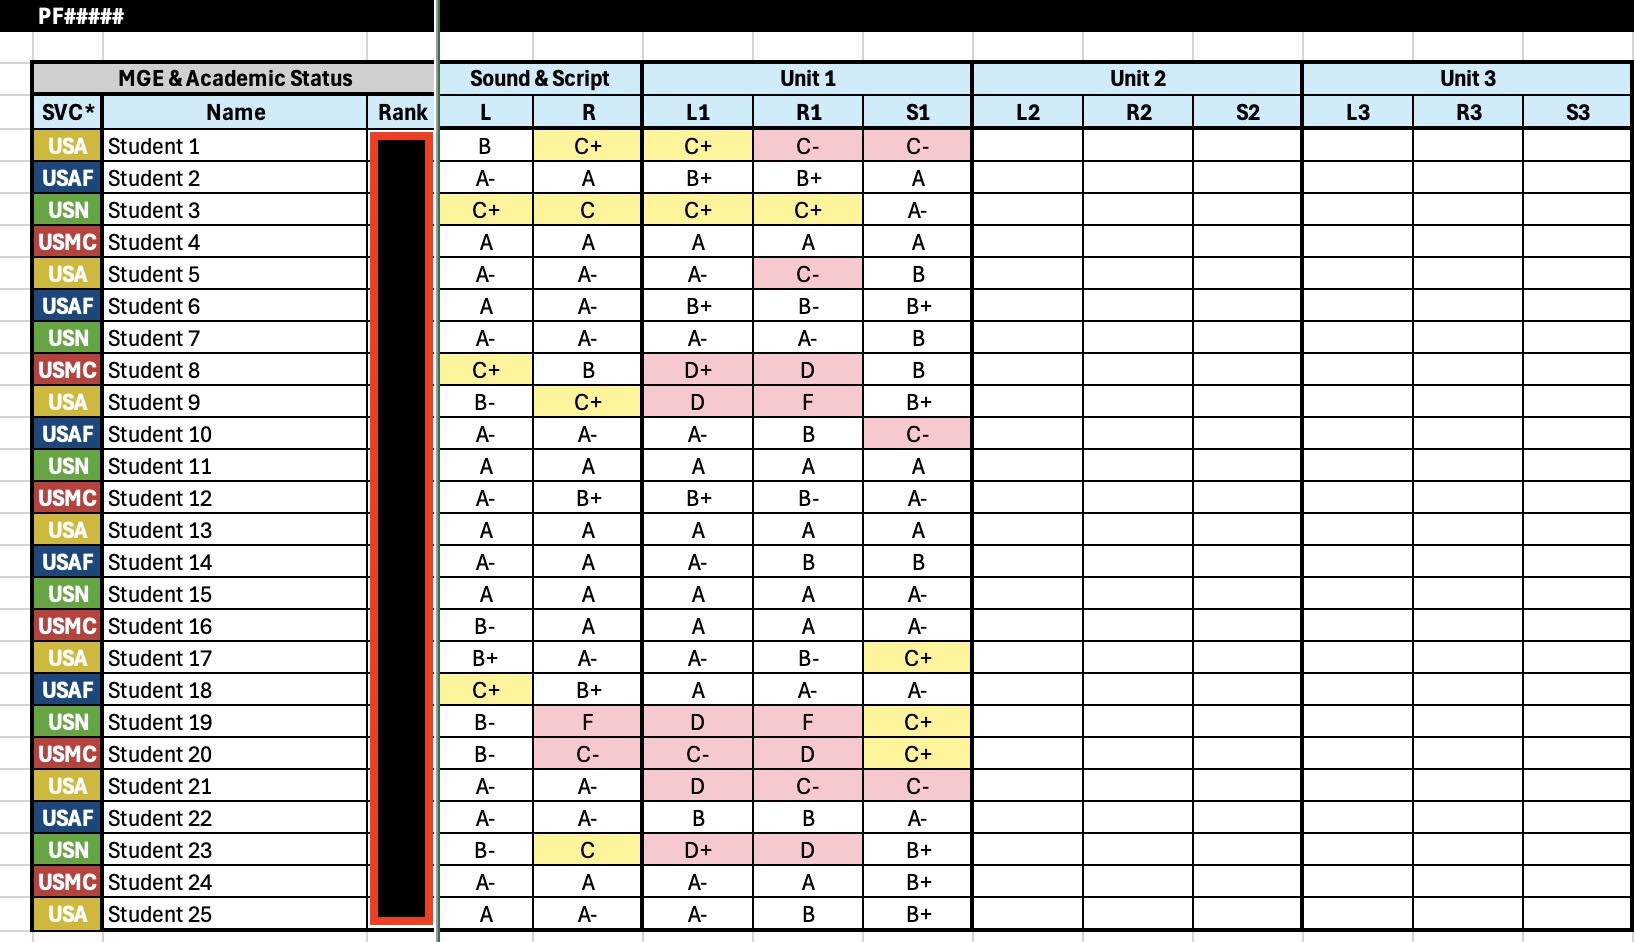 PF#####
MGE & Academic Status Sound & Script Unit 1 Unit 2 Unit 3
SVC* Name Rank L R L1 R1 S1 L2 R2 S2 L3 R3 S3
USA Student 1 B C+ C+ C- C-
USAF Student 2 A- A B+ B+ A
USN Student 3 C+ C C+ C+ A-
USMC Student 4 A A A A A
USA Student 5 A- A- A- C- B
USAF Student 6 A A- B+ B- B+
USN Student 7 A- A- A- A- B
USMC Student 8 C+ B D+ D B
USA Student 9 B- C+ D F B+
USAF Student 10 A- A- A- B C-
USN Student 11 A A A A A
USMC Student 12 A- B+ B+ B- A-
USA Student 13 A A A A A
USAF Student 14 A- A A- B B
USN Student 15 A A A A A-
USMC Student 16 B- A A A A-
USA Student 17 B+ A- A- B- C+
USAF Student 18 C+ B+ A A- A-
USN Student 19 B- F D F C+
USMC Student 20 B- C- C- D C+
USA Student 21 A- A- D C- C-
USAF Student 22 A- A- B B A-
USN Student 23 B- C D+ D B+
USMC Student 24 A- A A- A B+
USA Student 25 A A- A- B B+